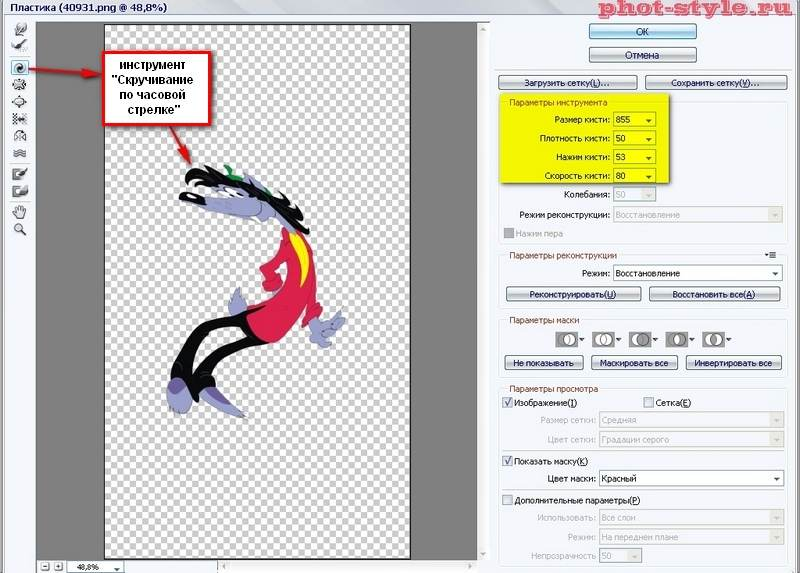 Пластика (40931.png @ 48,8%)
phot-style.ru
инструмент
"Скручивание
по часовой
стрелке"
ОК
Отмена
Загрузить сетку(L)...
Сохранить сетку(V)...
Параметры инструмента
Размер кисти: 855
Плотность кисти: 50
Нажим кисти: 53
Скорость кисти: 80
Колебания: 50
Режим реконструкции: Восстановление
Нажим пера
Параметры реконструкции
Режим: Восстановление
Реконструировать(U)
Восстановить все(A)
Параметры маски
Не показывать
Маскировать все
Инвертировать все
Параметры просмотра
Изображение(I)
Сетка(E)
Размер сетки: Средняя
Цвет сетки: Градации серого
Показать маску(K)
Цвет маски: Красный
Дополнительные параметры(P)
Использовать: Все слои
Режим: На переднем плане
Непрозрачность 50
48,8%